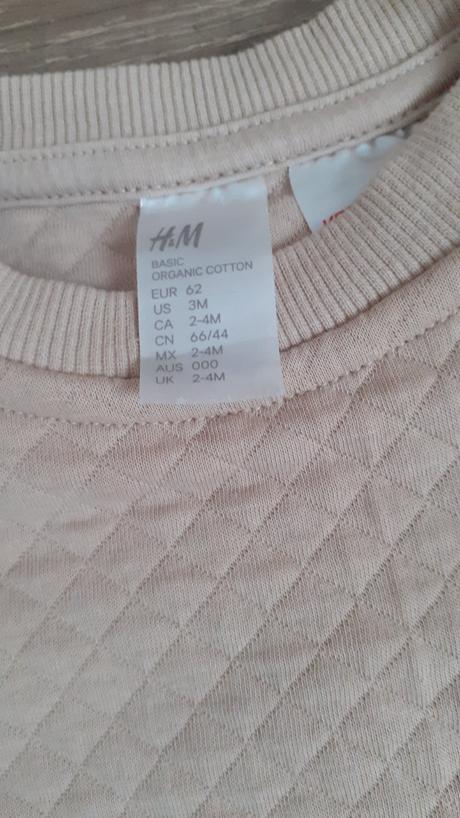 H&M
BASIC
ORGANIC COTTON
EUR 62
US 3M
CA 2-4M
CN 66/44
MX 2-4M
AUS 000
UK 2-4M